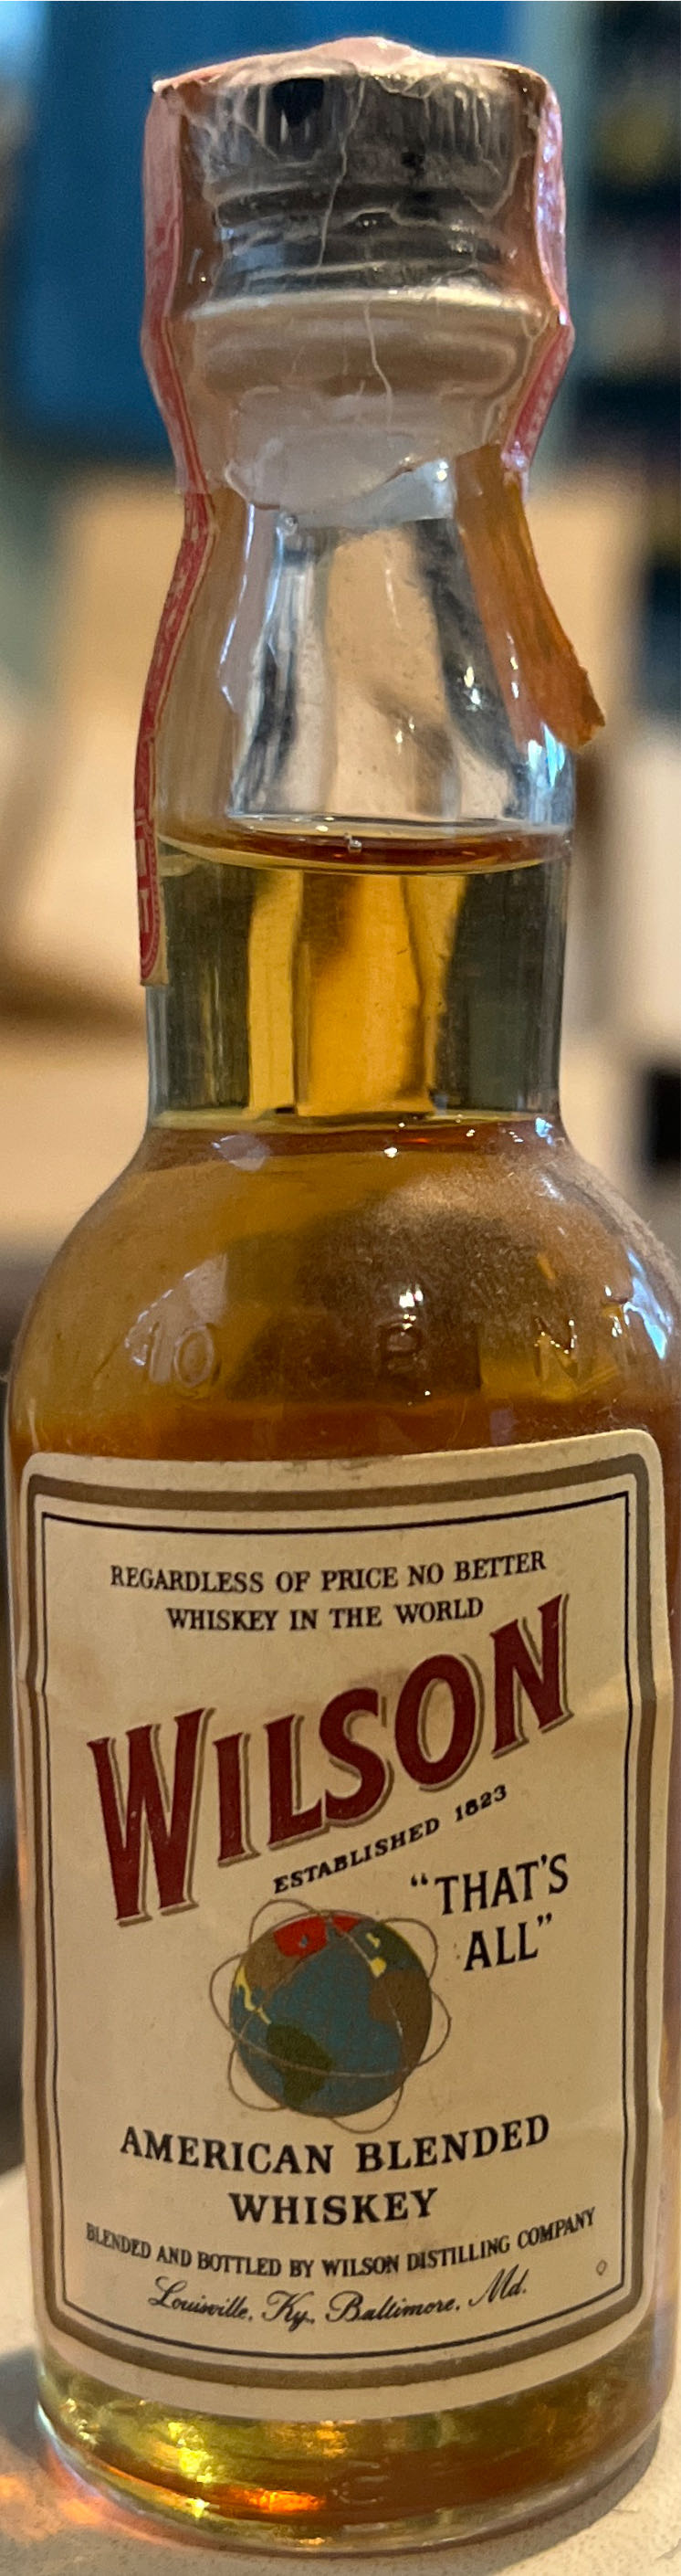 REGARDLESS OF PRICE NO BETTER
WHISKEY IN THE WORLD
WILSON
ESTABLISHED 1823
"THAT'S
ALL"
AMERICAN BLENDED
WHISKEY
BLENDED AND BOTTLED BY WILSON DISTILLING COMPANY
Louisville, Ky., Baltimore, Md.